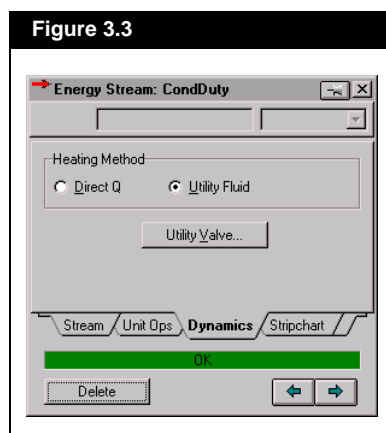 Figure 3.3
Energy Stream: CondDuty
Heating Method
Direct Q Utility Fluid
Utility Valve...
Stream Unit Ops Dynamics Stripchart
OK
Delete